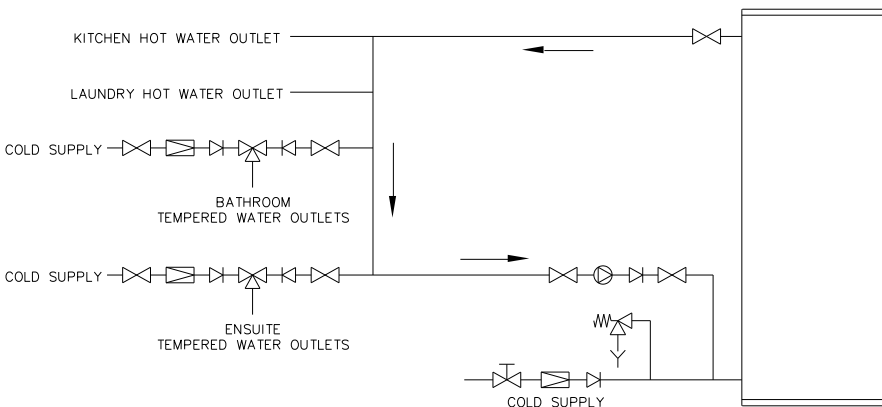 KITCHEN HOT WATER OUTLET
LAUNDRY HOT WATER OUTLET
COLD SUPPLY
BATHROOM
TEMPERED WATER OUTLETS
COLD SUPPLY
ENSUITE
TEMPERED WATER OUTLETS
COLD SUPPLY